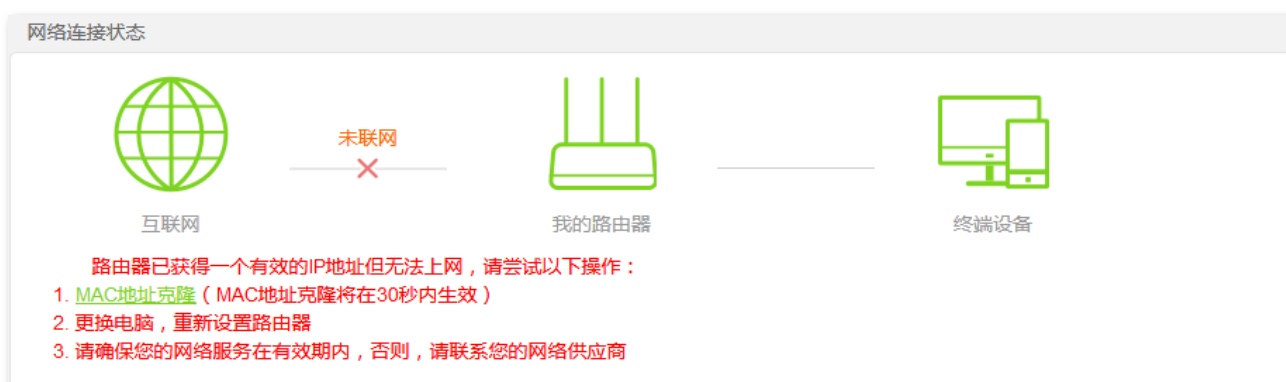 网络连接状态
未联网
互联网
我的路由器
终端设备
路由器已获得一个有效的IP地址但无法上网，请尝试以下操作：
1. MAC地址克隆（MAC地址克隆将在30秒内生效）
2. 更换电脑，重新设置路由器
3. 请确保您的网络服务在有效期内，否则，请联系您的网络供应商